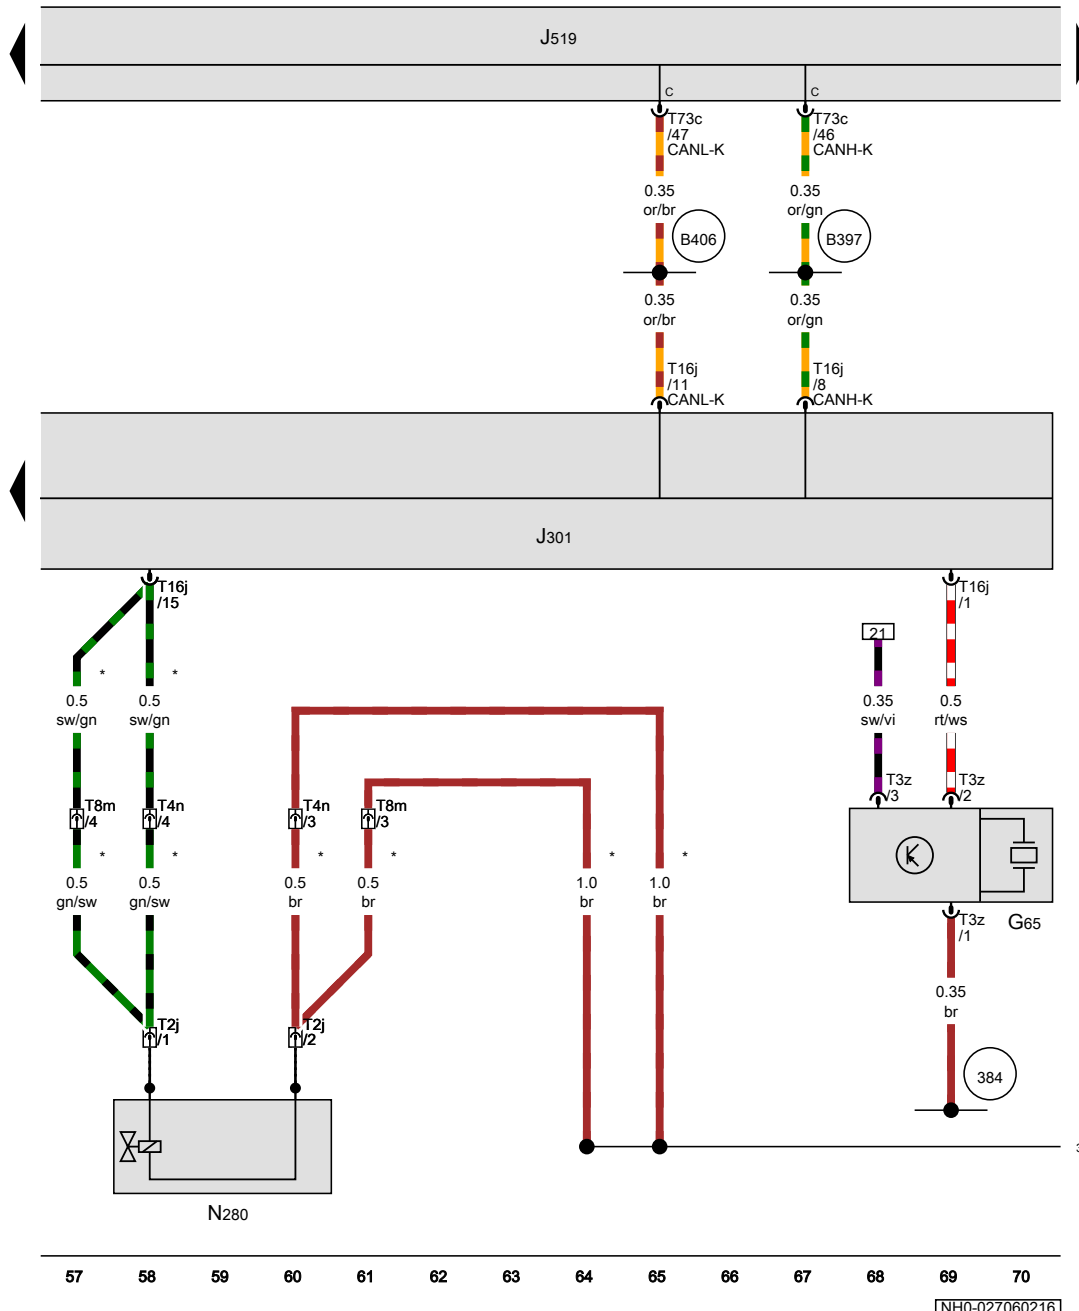 J519
c
c
T73c
/47
CANL-K
T73c
/46
CANH-K
0.35
or/br
0.35
or/gn
B406
B397
0.35
or/br
0.35
or/gn
T16j
/11
CANL-K
T16j
/8
CANH-K
J301
T16j
/15
T16j
/1
21
*
*
0.5
sw/gn
0.5
sw/gn
0.35
sw/vi
0.5
rt/ws
T3z
/3
T3z
/2
T8m
/4
T4n
/4
T4n
/3
T8m
/3
*
*
*
*
*
*
0.5
gn/sw
0.5
gn/sw
0.5
br
0.5
br
1.0
br
1.0
br
T3z
/1
G65
0.35
br
T2j
/1
T2j
/2
384
3
N280
57 58 59 60 61 62 63 64 65 66 67 68 69 70
NH0-027060216